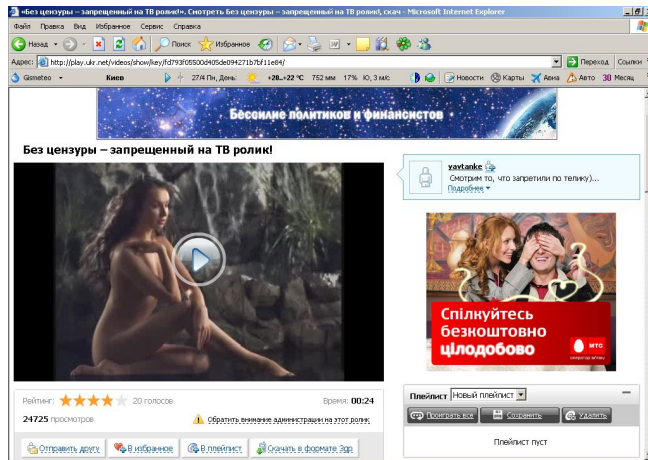 «Без цензуры – запрещенный на ТВ ролик!». Смотреть Без цензуры – запрещенный на ТВ ролик!, скач - Microsoft Internet Explorer
Файл Правка Вид Избранное Сервис Справка
Назад Поиск Избранное
Адрес: http://play.ukr.net/videos/show/key/fd793f05500d405de094271b7bf11e84/ Переход Ссылки
Gismeteo Киев 27/4 Пн, День: +20..+22 °C 752 мм 17% Ю, 3 м/с Новости Карты Авиа Авто 30 Месяц
Бессилие политиков и финансистов
Без цензуры – запрещенный на ТВ ролик!
yavtanke
Смотрим то, что запретили по телику)...
Подробнее
Спілкуйтесь
безкоштовно
цілодобово
МТС
Рейтинг: 20 голосов Время: 00:24
24725 просмотров Обратить внимание администрации на этот ролик
Отправить другу В избранное В плейлист Скачать в формате 3gp
Плейлист Новый плейлист
Проиграть все Сохранить Удалить
Плейлист пуст